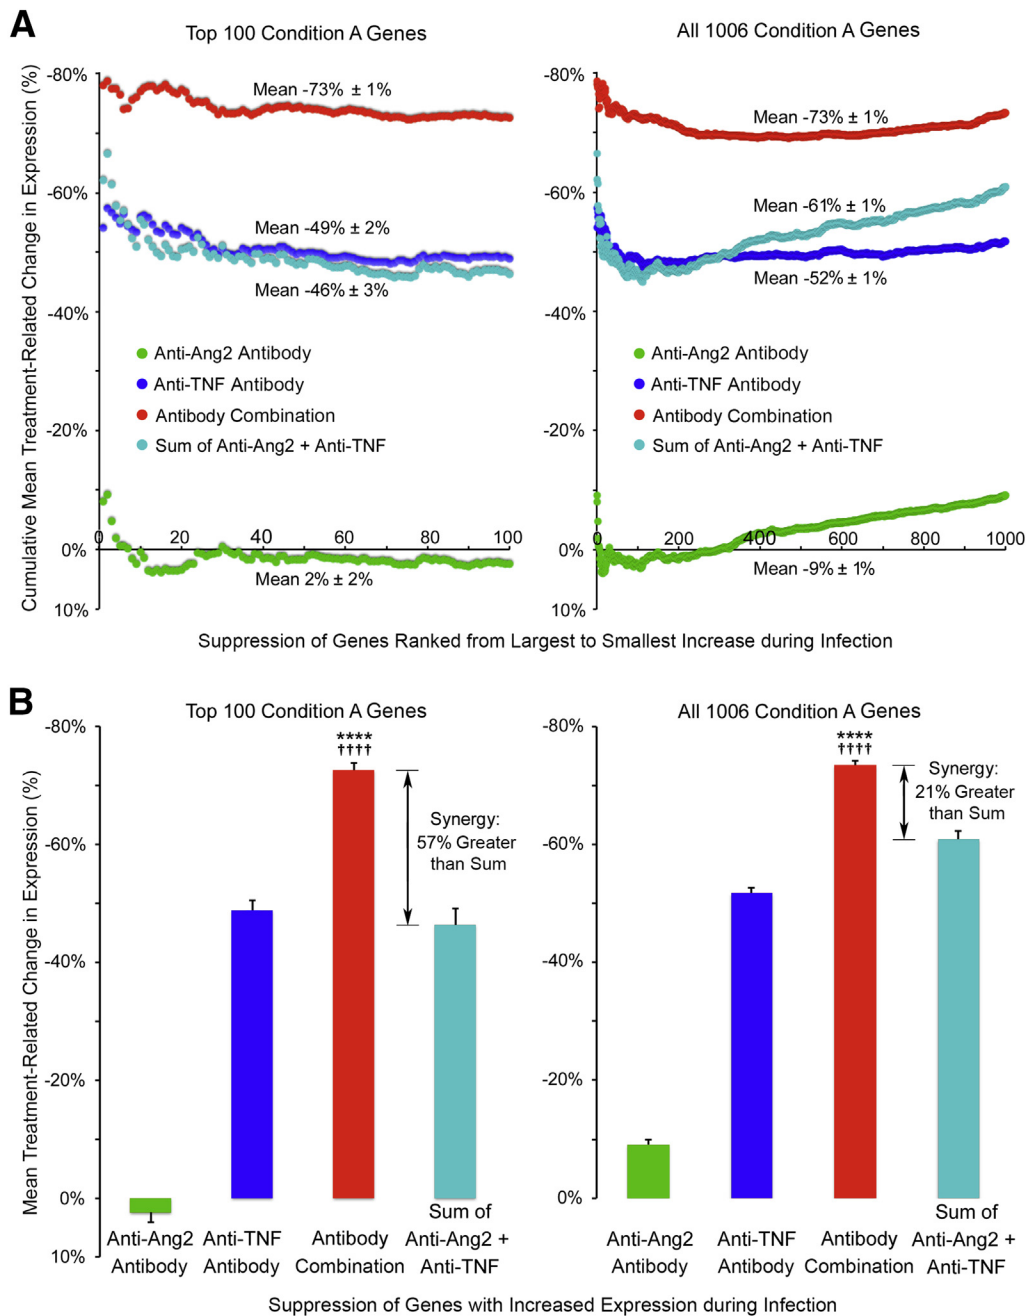 A
Top 100 Condition A Genes
All 1006 Condition A Genes
Cumulative Mean Treatment-Related Change in Expression (%)
-80%
-60%
-40%
-20%
0%
10%
0
20
40
60
80
100
Mean -73% ± 1%
Mean -49% ± 2%
Mean -46% ± 3%
Anti-Ang2 Antibody
Anti-TNF Antibody
Antibody Combination
Sum of Anti-Ang2 + Anti-TNF
Mean 2% ± 2%
-80%
-60%
-40%
-20%
0%
10%
0
200
400
600
800
1000
Mean -73% ± 1%
Mean -61% ± 1%
Mean -52% ± 1%
Anti-Ang2 Antibody
Anti-TNF Antibody
Antibody Combination
Sum of Anti-Ang2 + Anti-TNF
Mean -9% ± 1%
Suppression of Genes Ranked from Largest to Smallest Increase during Infection
B
Top 100 Condition A Genes
All 1006 Condition A Genes
Mean Treatment-Related Change in Expression (%)
-80%
-60%
-40%
-20%
0%
10%
****
††††
Synergy:
57% Greater
than Sum
Anti-Ang2
Antibody
Anti-TNF
Antibody
Antibody
Combination
Sum of
Anti-Ang2 +
Anti-TNF
-80%
-60%
-40%
-20%
0%
****
††††
Synergy:
21% Greater
than Sum
Anti-Ang2
Antibody
Anti-TNF
Antibody
Antibody
Combination
Sum of
Anti-Ang2 +
Anti-TNF
Suppression of Genes with Increased Expression during Infection